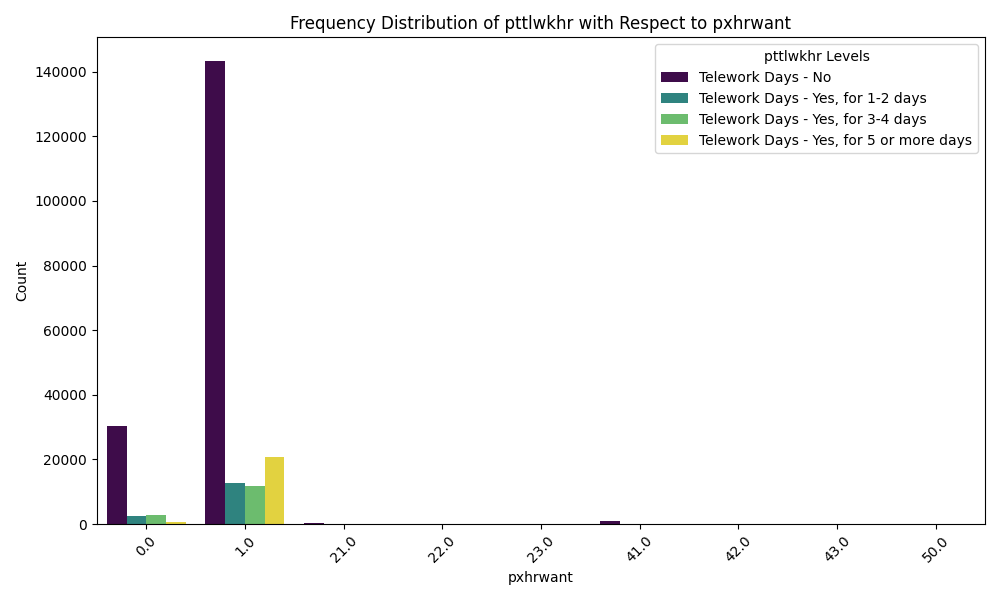 Frequency Distribution of pttlwkhr with Respect to pxhrwant
pttlwkhr Levels
Telework Days - No
Telework Days - Yes, for 1-2 days
Telework Days - Yes, for 3-4 days
Telework Days - Yes, for 5 or more days
Count
140000
120000
100000
80000
60000
40000
20000
0
0.0
1.0
21.0
22.0
23.0
41.0
42.0
43.0
50.0
pxhrwant